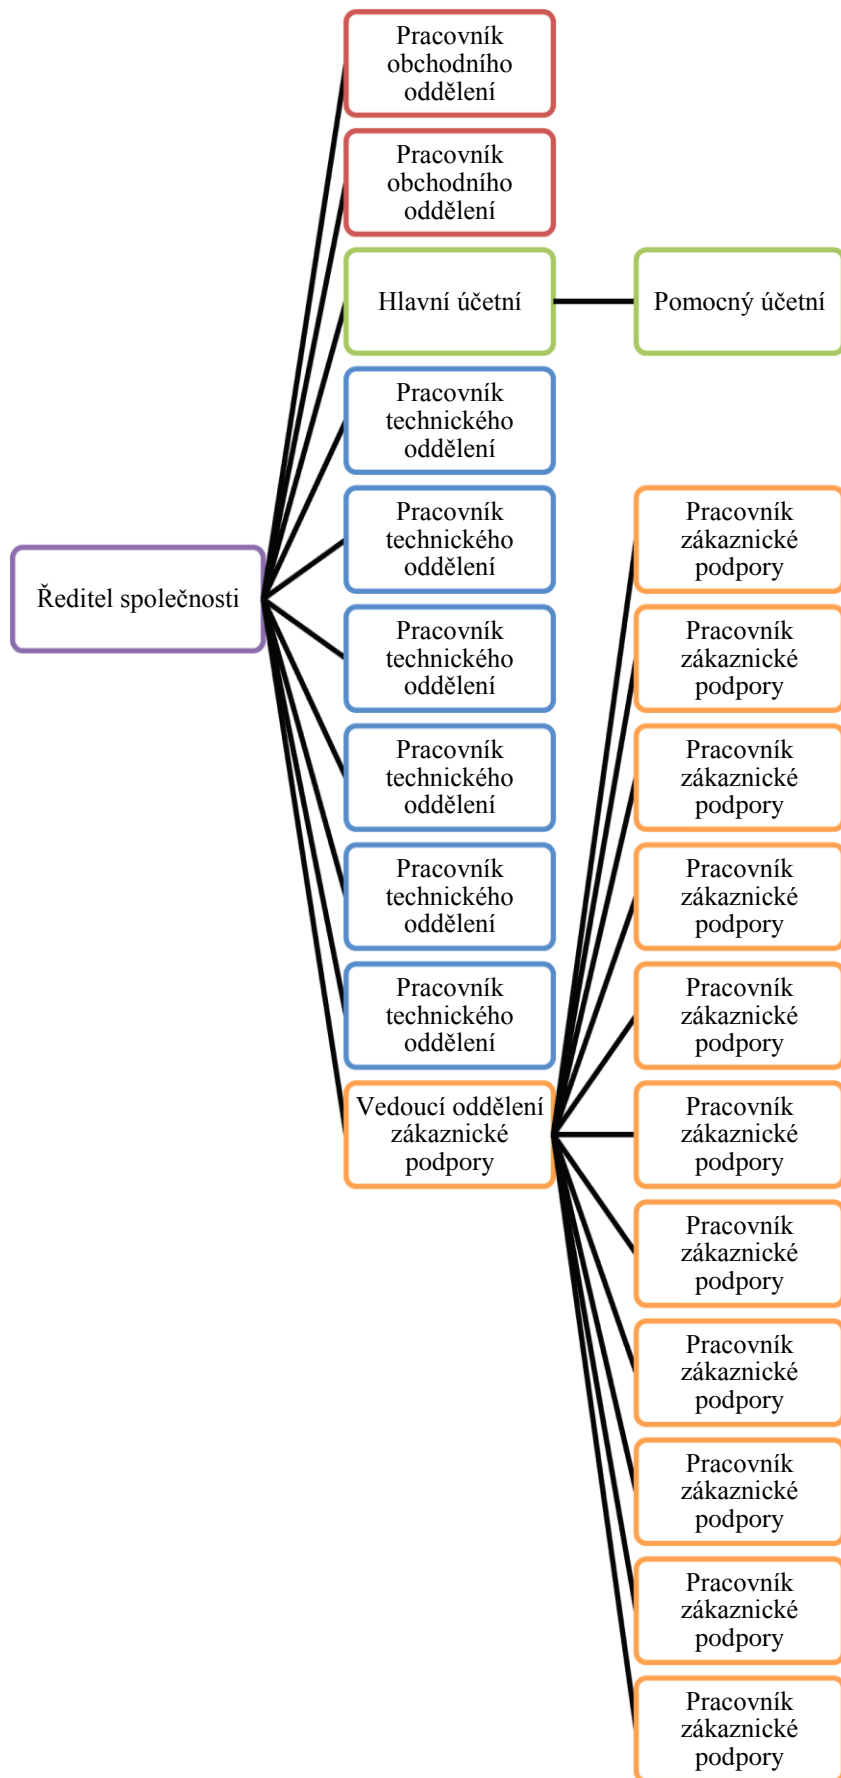 Pracovník
obchodního
oddělení
Pracovník
obchodního
oddělení
Hlavní účetní
Pomocný účetní
Pracovník
technického
oddělení
Pracovník
technického
oddělení
Pracovník
zákaznické
podpory
Ředitel společnosti
Pracovník
technického
oddělení
Pracovník
zákaznické
podpory
Pracovník
technického
oddělení
Pracovník
zákaznické
podpory
Pracovník
technického
oddělení
Pracovník
zákaznické
podpory
Pracovník
technického
oddělení
Pracovník
zákaznické
podpory
Vedoucí oddělení
zákaznické
podpory
Pracovník
zákaznické
podpory
Pracovník
zákaznické
podpory
Pracovník
zákaznické
podpory
Pracovník
zákaznické
podpory
Pracovník
zákaznické
podpory
Pracovník
zákaznické
podpory